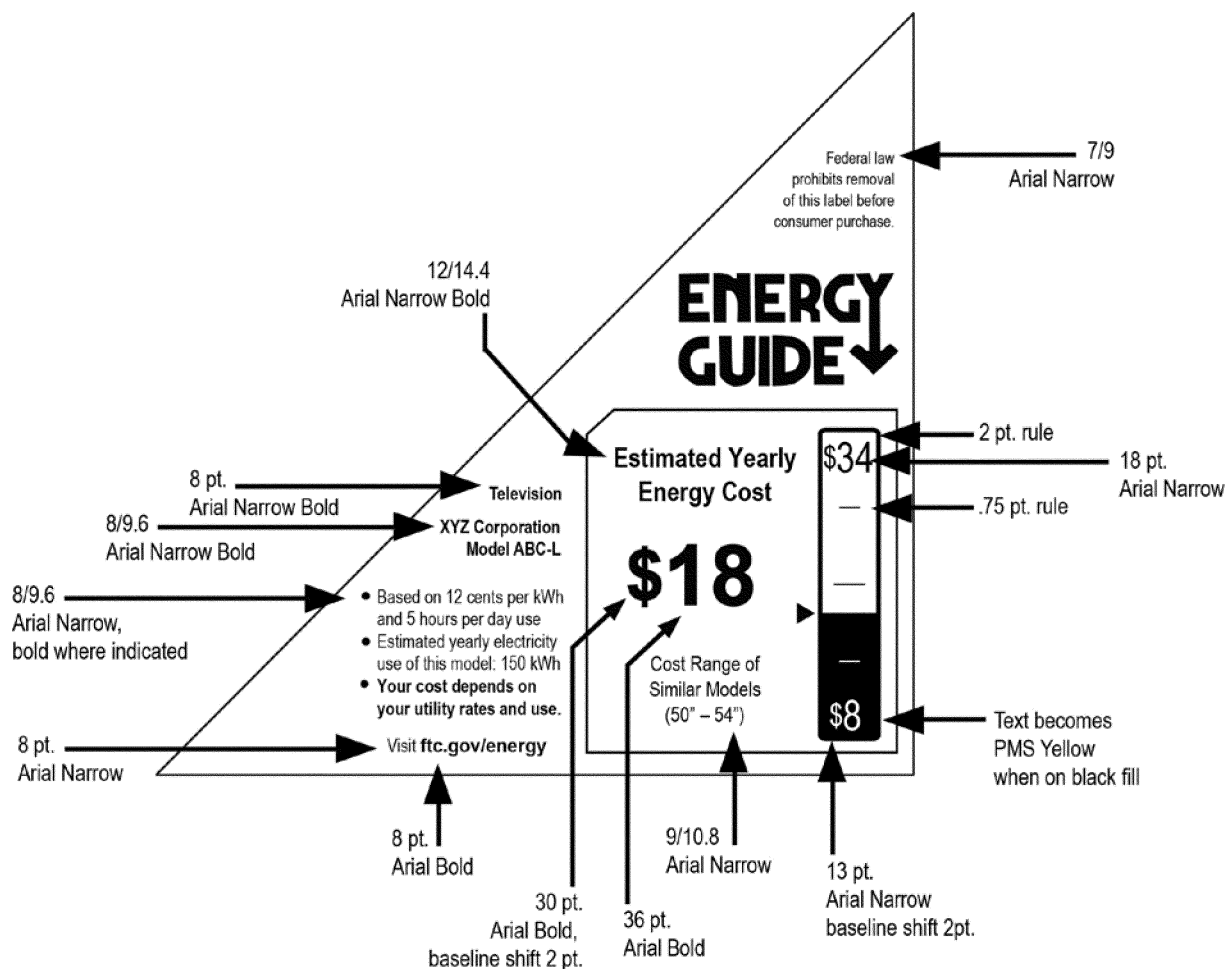 Federal law
prohibits removal
of this label before
consumer purchase.
7/9
Arial Narrow
12/14.4
Arial Narrow Bold
ENERGY
GUIDE
2 pt. rule
18 pt.
Arial Narrow
.75 pt. rule
Estimated Yearly
Energy Cost
$34
8 pt.
Arial Narrow Bold
Television
8/9.6
Arial Narrow Bold
XYZ Corporation
Model ABC-L
$18
8/9.6
Arial Narrow,
bold where indicated
• Based on 12 cents per kWh
and 5 hours per day use
• Estimated yearly electricity
use of this model: 150 kWh
• Your cost depends on
your utility rates and use.
Cost Range of
Similar Models
(50” – 54”)
$8
Text becomes
PMS Yellow
when on black fill
8 pt.
Arial Narrow
Visit ftc.gov/energy
8 pt.
Arial Bold
30 pt.
Arial Bold,
baseline shift 2 pt.
36 pt.
Arial Bold
9/10.8
Arial Narrow
13 pt.
Arial Narrow
baseline shift 2pt.